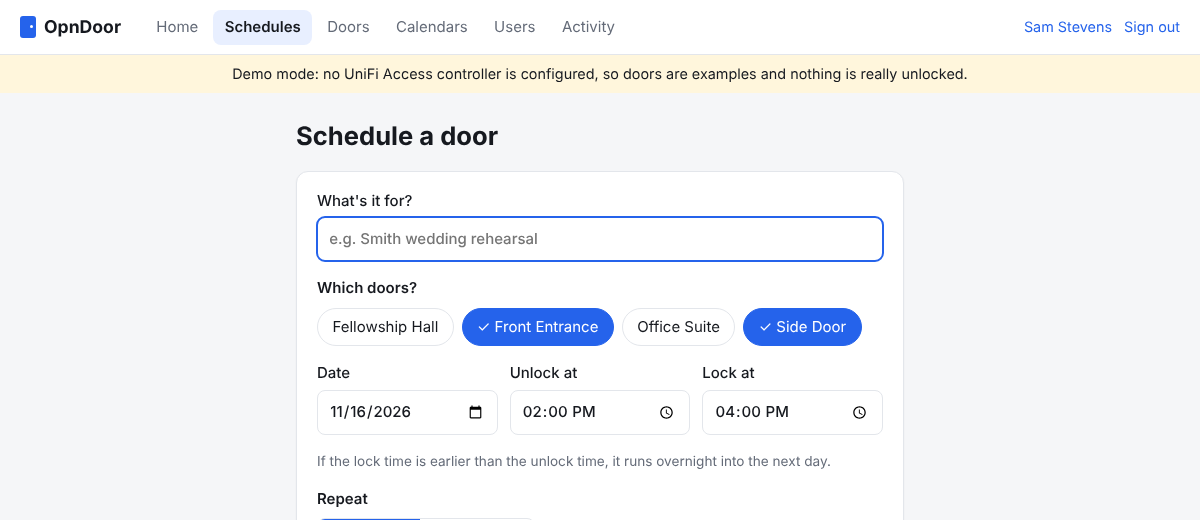 OpnDoor Home Schedules Doors Calendars Users Activity Sam Stevens Sign out
Demo mode: no UniFi Access controller is configured, so doors are examples and nothing is really unlocked.
Schedule a door
What's it for?
e.g. Smith wedding rehearsal
Which doors?
Fellowship Hall ✓ Front Entrance Office Suite ✓ Side Door
Date Unlock at Lock at
11/16/2026 02:00 PM 04:00 PM
If the lock time is earlier than the unlock time, it runs overnight into the next day.
Repeat